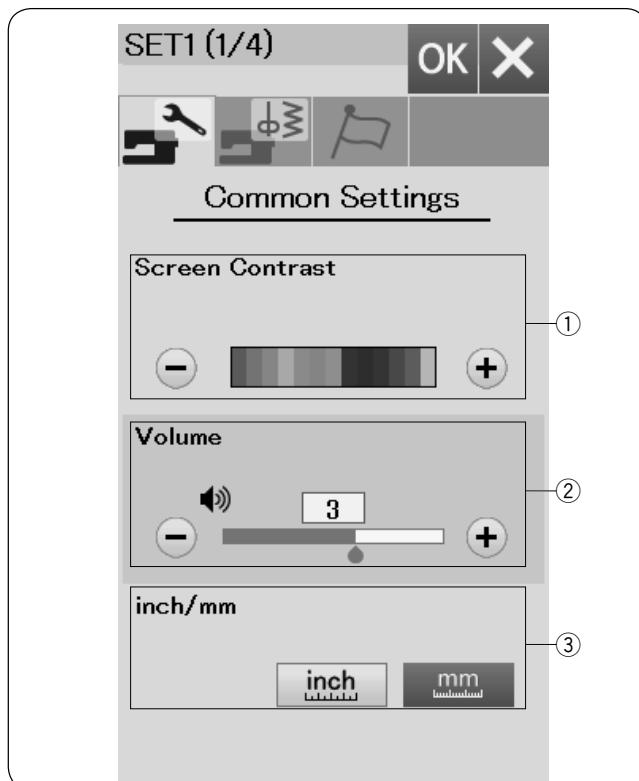 SET1 (1/4)
OK
Common Settings
Screen Contrast
1
Volume
3
2
inch/mm
3
inch
mm